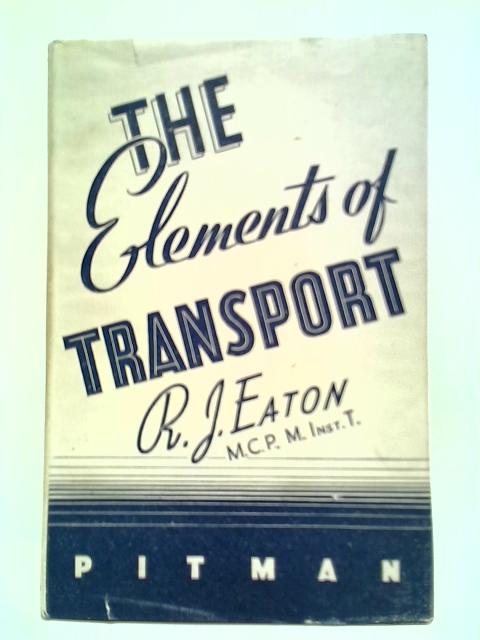 THE
Elements of
TRANSPORT
R. J. EATON
M.C.P. M. INST. T.
PITMAN